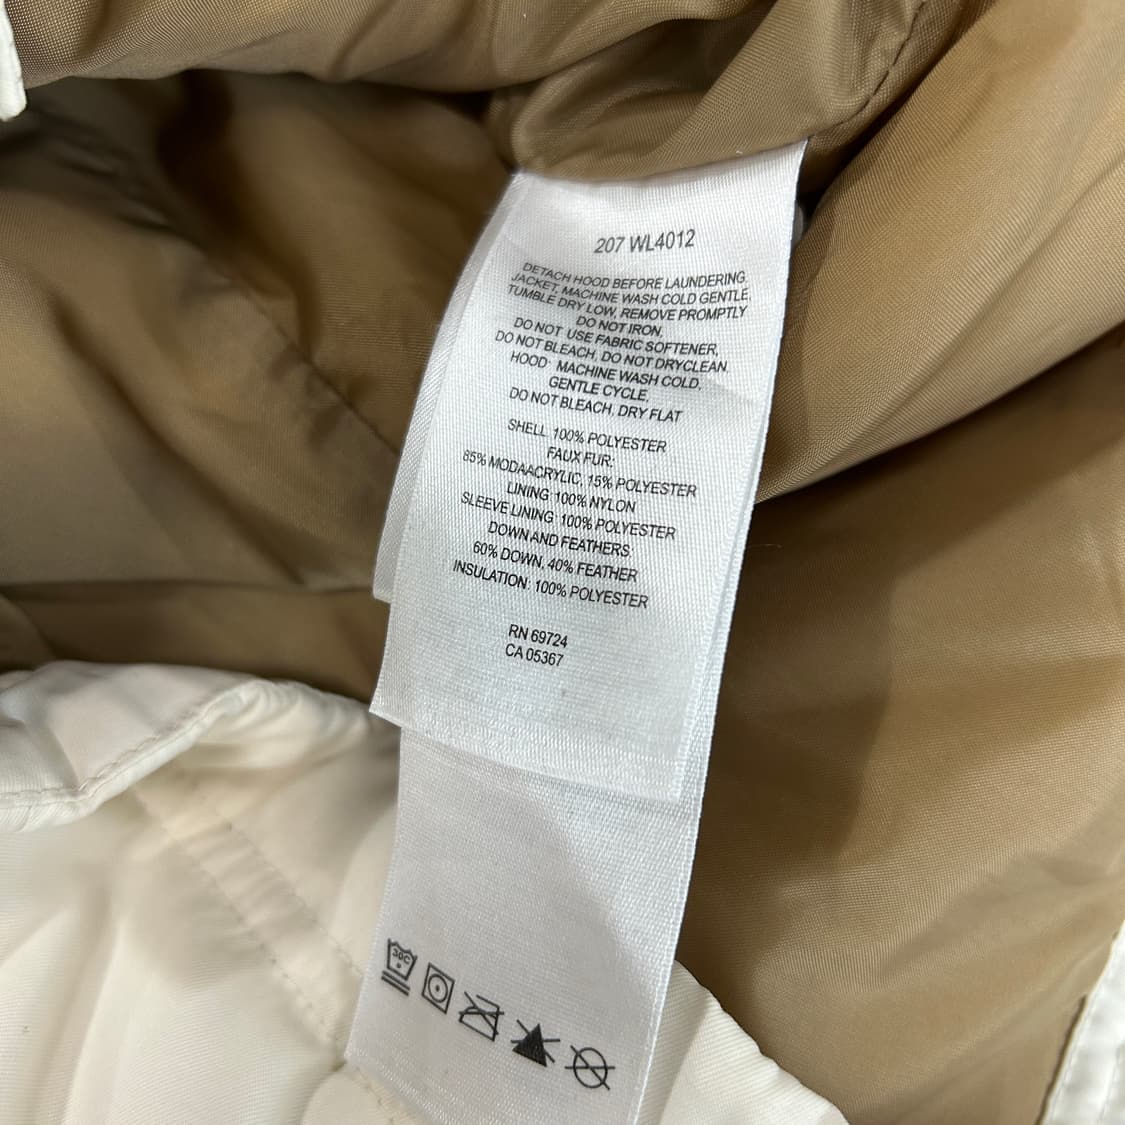 207 WL4012
DETACH HOOD BEFORE LAUNDERING.
JACKET, MACHINE WASH COLD GENTLE,
TUMBLE DRY LOW, REMOVE PROMPTLY
DO NOT IRON,
DO NOT USE FABRIC SOFTENER,
DO NOT BLEACH, DO NOT DRYCLEAN.
HOOD: MACHINE WASH COLD,
GENTLE CYCLE,
DO NOT BLEACH, DRY FLAT
SHELL 100% POLYESTER
FAUX FUR:
85% MODAACRYLIC, 15% POLYESTER
LINING 100% NYLON
SLEEVE LINING: 100% POLYESTER
DOWN AND FEATHERS:
60% DOWN, 40% FEATHER
INSULATION: 100% POLYESTER
RN 69724
CA 05367
30C